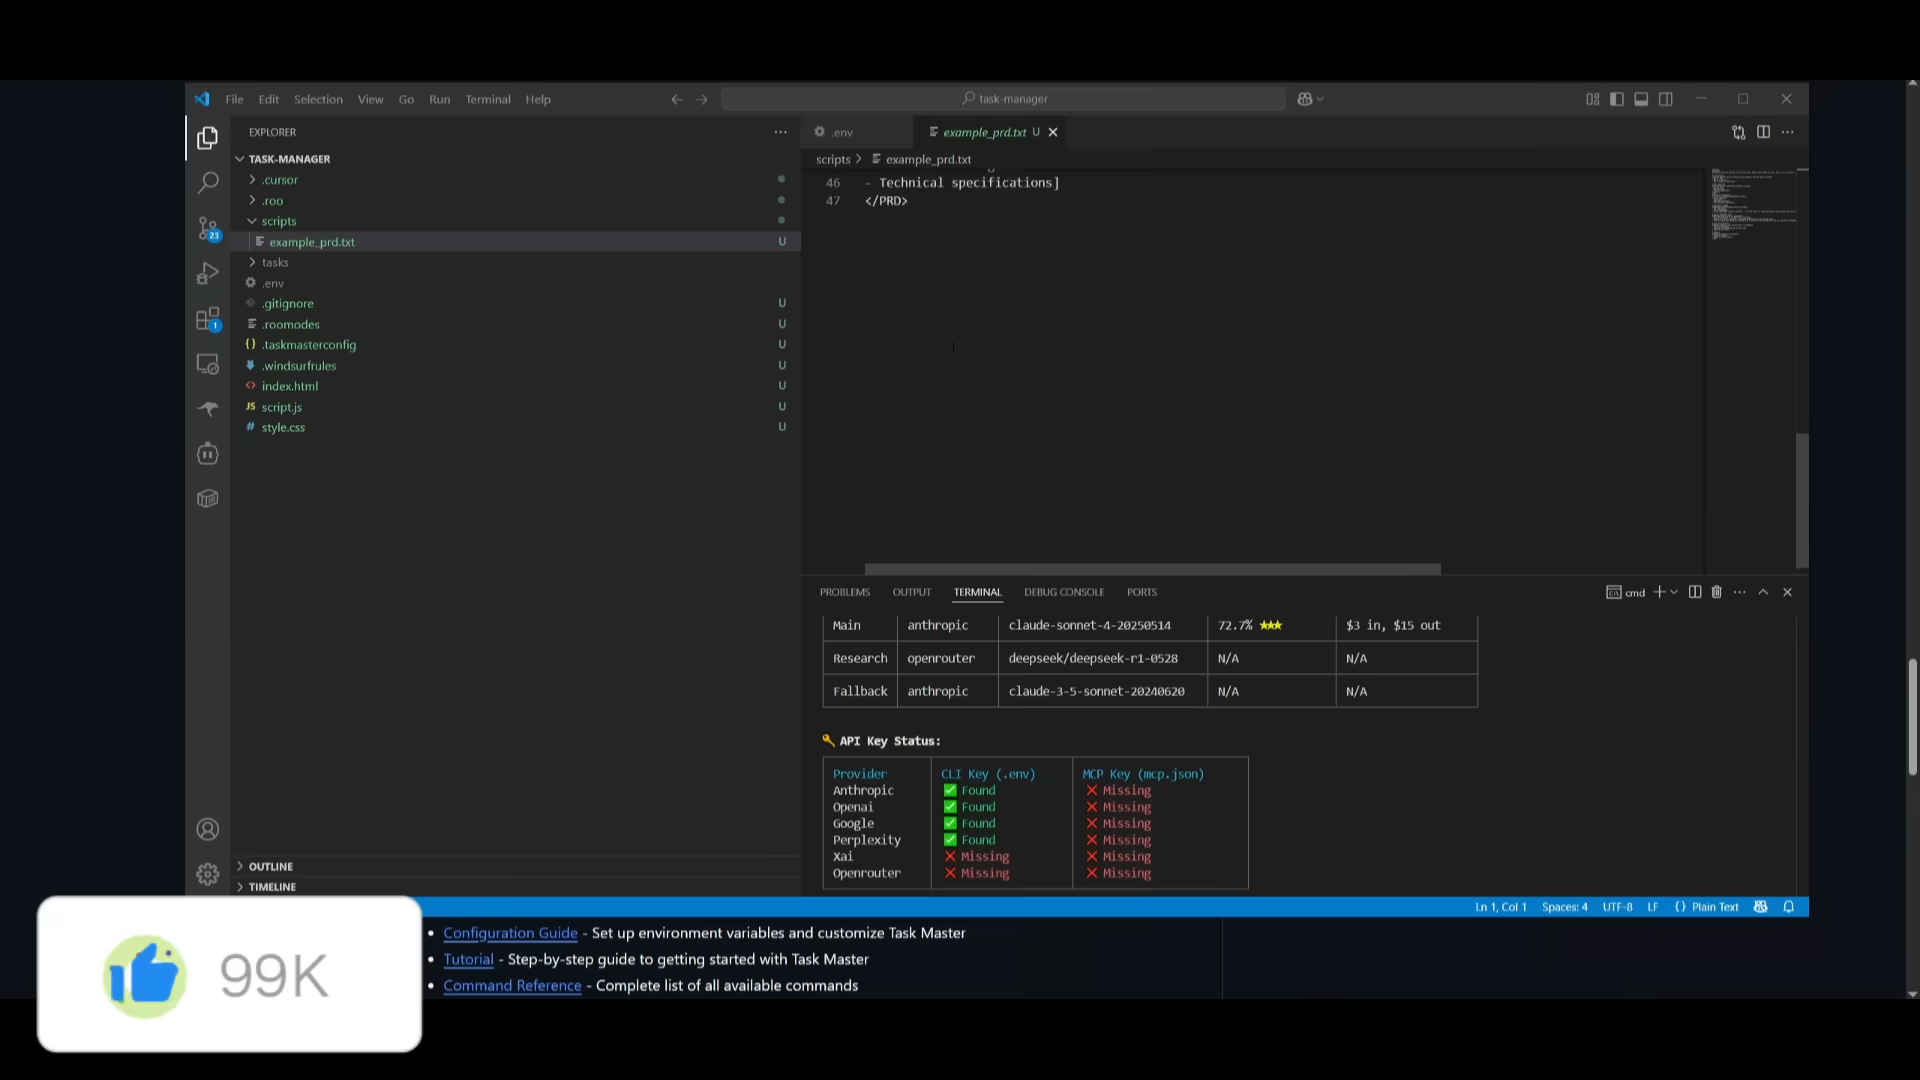 File Edit Selection View Go Run Terminal Help
task-manager
EXPLORER
TASK-MANAGER
.cursor
.roo
scripts
example_prd.txt U
tasks
.env
.gitignore U
.roomodes U
.taskmasterconfig U
.windsurfrules U
index.html U
JS script.js U
# style.css U
OUTLINE
TIMELINE
23
1
.env
example_prd.txt U
scripts > example_prd.txt
46 - Technical specifications]
47 </PRD>
PROBLEMS OUTPUT TERMINAL DEBUG CONSOLE PORTS
cmd
Main anthropic claude-sonnet-4-20250514 72.7% $3 in, $15 out
Research openrouter deepseek/deepseek-r1-0528 N/A N/A
Fallback anthropic claude-3-5-sonnet-20240620 N/A N/A
API Key Status:
Provider CLI Key (.env) MCP Key (mcp.json)
Anthropic Found Missing
Openai Found Missing
Google Found Missing
Perplexity Found Missing
Xai Missing Missing
Openrouter Missing Missing
Ln 1, Col 1 Spaces: 4 UTF-8 LF {} Plain Text
• Configuration Guide - Set up environment variables and customize Task Master
• Tutorial - Step-by-step guide to getting started with Task Master
• Command Reference - Complete list of all available commands
99K